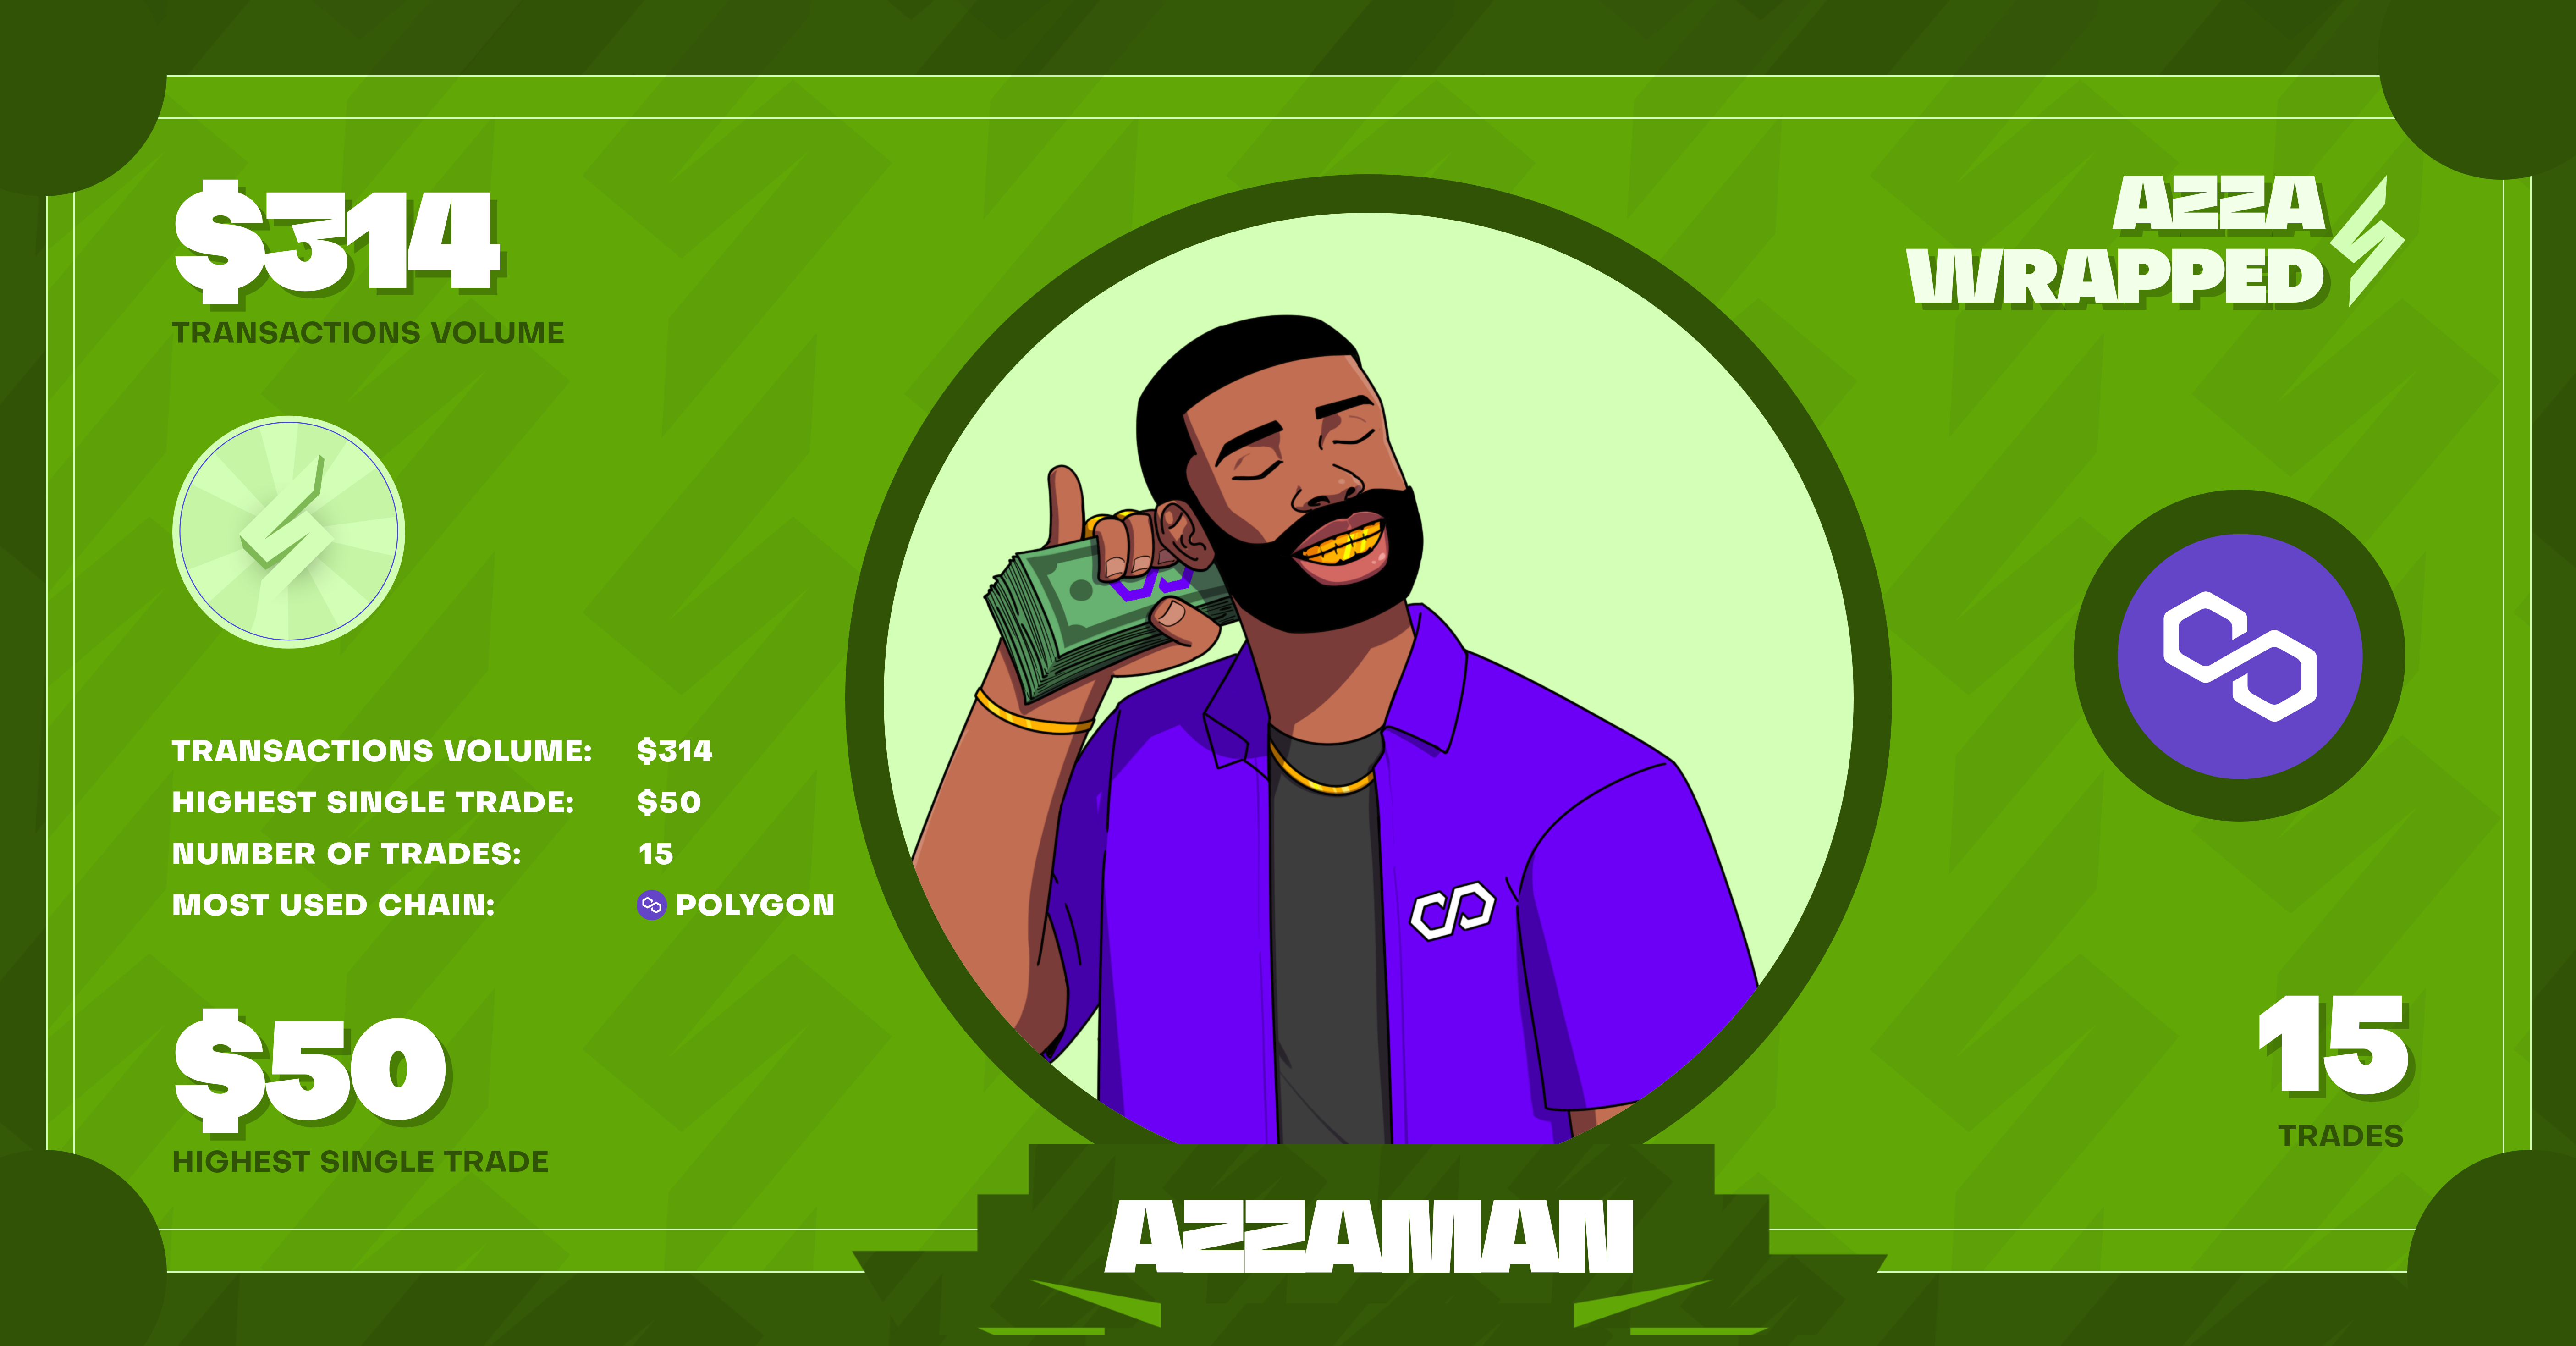 $314
TRANSACTIONS VOLUME
AZZA
WRAPPED
TRANSACTIONS VOLUME: $314
HIGHEST SINGLE TRADE: $50
NUMBER OF TRADES: 15
MOST USED CHAIN: POLYGON
$50
HIGHEST SINGLE TRADE
15
TRADES
AZZAMAN